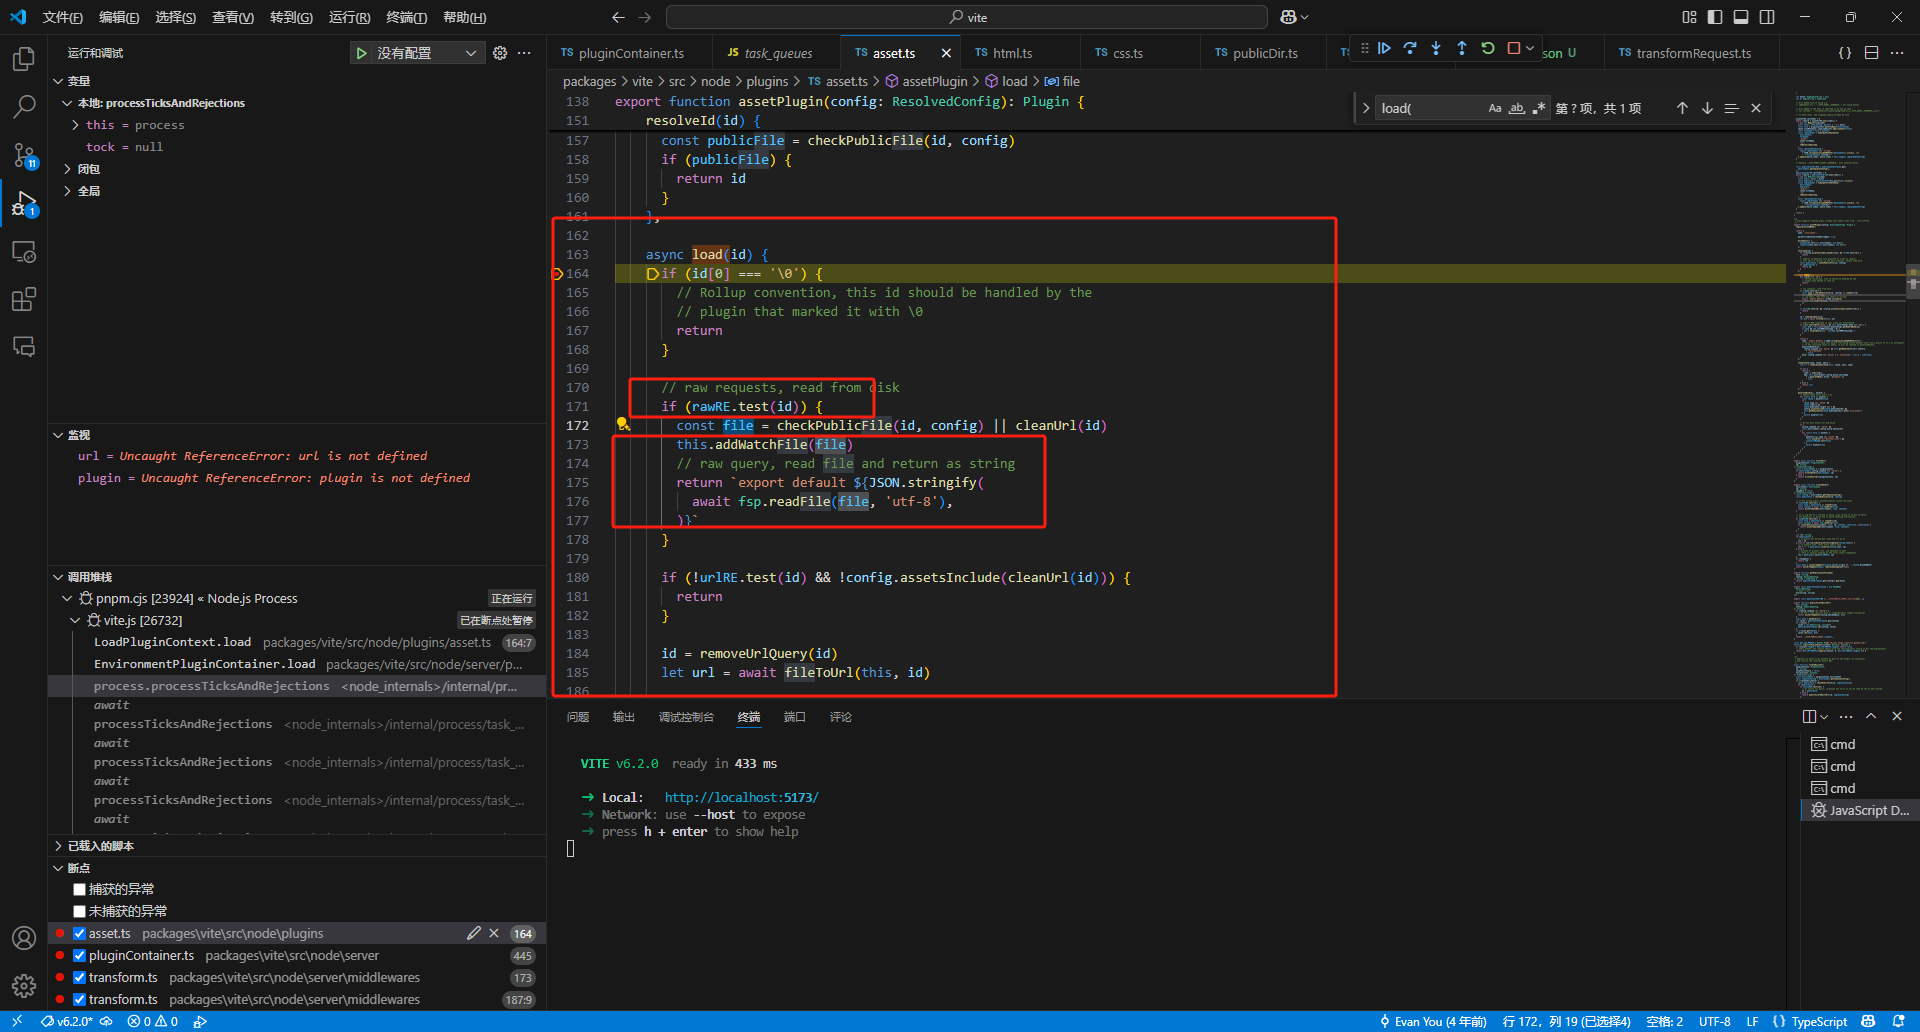 文件(F) 编辑(E) 选择(S) 查看(V) 转到(G) 运行(R) 终端(T) 帮助(H)
vite
运行和调试
没有配置
变量
本地: processTicksAndRejections
this = process
tock = null
闭包
全局
监视
url = Uncaught ReferenceError: url is not defined
plugin = Uncaught ReferenceError: plugin is not defined
调用堆栈
pnpm.cjs [23924] « Node.js Process 正在运行
vite.js [26732] 已在断点处暂停
LoadPluginContext.load packages/vite/src/node/plugins/asset.ts 164:7
EnvironmentPluginContainer.load packages/vite/src/node/server/p...
process.processTicksAndRejections <node_internals>/internal/pr...
await
processTicksAndRejections <node_internals>/internal/process/task_...
await
processTicksAndRejections <node_internals>/internal/process/task_...
await
processTicksAndRejections <node_internals>/internal/process/task_...
await
已载入的脚本
断点
捕获的异常
未捕获的异常
asset.ts packages\vite\src\node\plugins 164
pluginContainer.ts packages\vite\src\node\server 445
transform.ts packages\vite\src\node\server\middlewares 173
transform.ts packages\vite\src\node\server\middlewares 187:9
11
1
TS pluginContainer.ts JS task_queues TS asset.ts TS html.ts TS css.ts TS publicDir.ts son U TS transformRequest.ts
packages > vite > src > node > plugins > TS asset.ts > assetPlugin > load > file
load( Aa ab 第 ? 项, 共 1 项
138 export function assetPlugin(config: ResolvedConfig): Plugin {
151 resolveId(id) {
157 const publicFile = checkPublicFile(id, config)
158 if (publicFile) {
159 return id
160 }
161 },
162
163 async load(id) {
164 if (id[0] === '\0') {
165 // Rollup convention, this id should be handled by the
166 // plugin that marked it with \0
167 return
168 }
169
170 // raw requests, read from disk
171 if (rawRE.test(id)) {
172 const file = checkPublicFile(id, config) || cleanUrl(id)
173 this.addWatchFile(file)
174 // raw query, read file and return as string
175 return `export default ${JSON.stringify(
176 await fsp.readFile(file, 'utf-8'),
177 )}`
178 }
179
180 if (!urlRE.test(id) && !config.assetsInclude(cleanUrl(id))) {
181 return
182 }
183
184 id = removeUrlQuery(id)
185 let url = await fileToUrl(this, id)
186
问题 输出 调试控制台 终端 端口 评论
VITE v6.2.0 ready in 433 ms
➜ Local: http://localhost:5173/
➜ Network: use --host to expose
➜ press h + enter to show help
cmd
cmd
cmd
JavaScript D...
v6.2.0* 0 0 Evan You (4 年前) 行 172, 列 19 (已选择4) 空格: 2 UTF-8 LF {} TypeScript